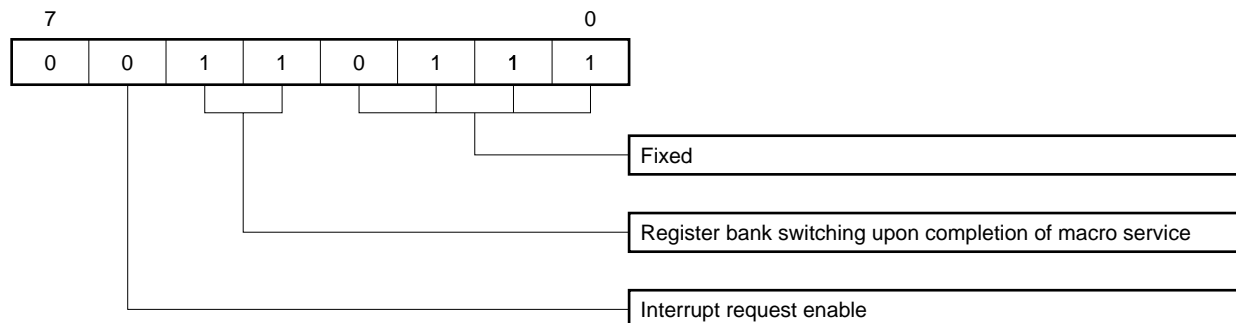 7 0
0 0 1 1 0 1 1 1
Fixed
Register bank switching upon completion of macro service
Interrupt request enable